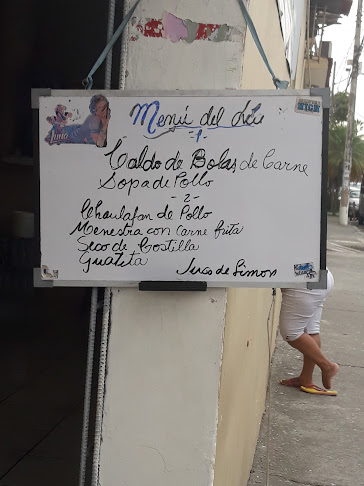 Menú del día
-1-
Caldo de Bolas de Carne
Sopa de Pollo
-2-
Chaulafan de Pollo
Menestra con Carne frita
Seco de Costilla
Guatita
Jugo de Limon